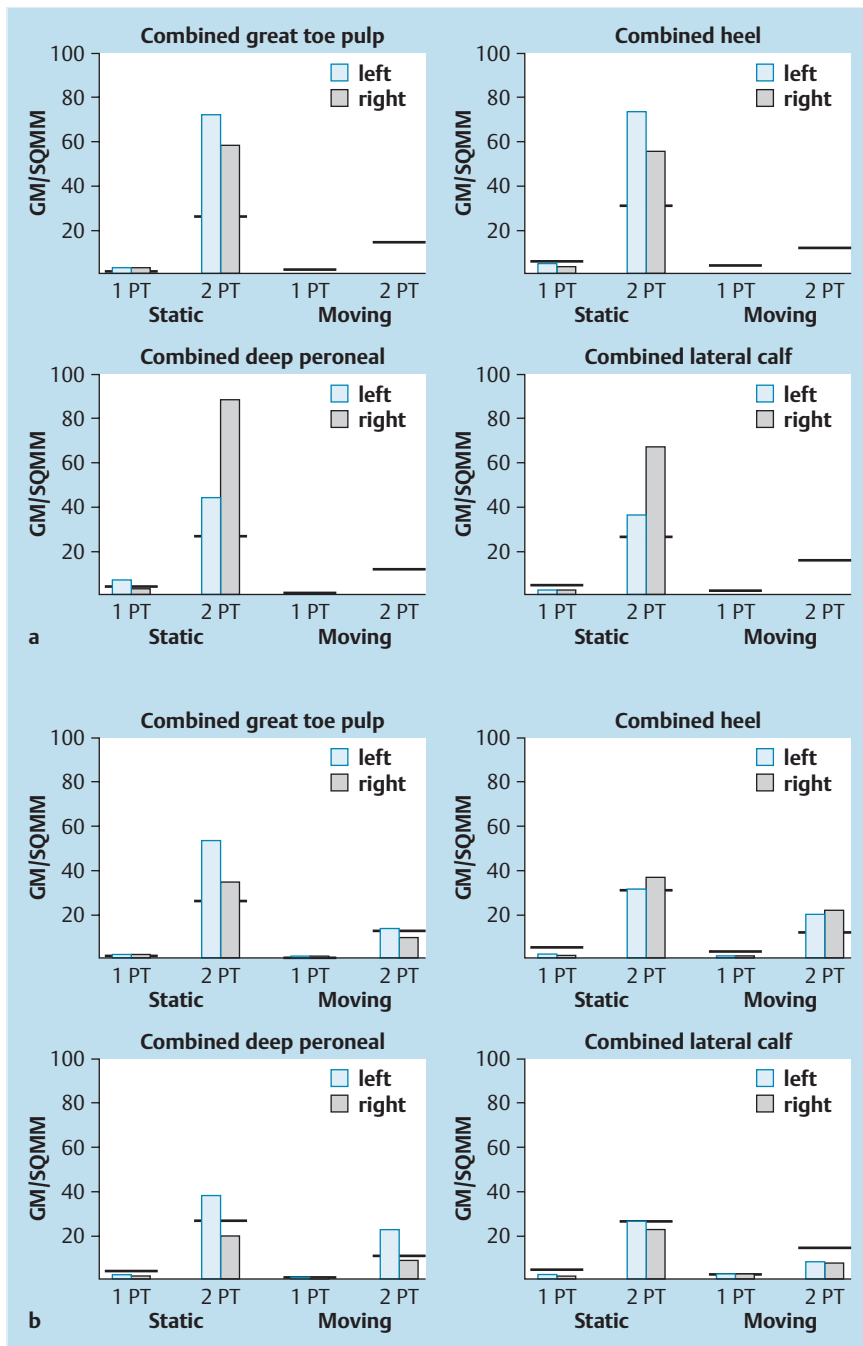 Combined great toe pulp
GM/SQMM
100
80
60
40
20
left
right
1 PT 2 PT 1 PT 2 PT
Static Moving
Combined heel
GM/SQMM
100
80
60
40
20
left
right
1 PT 2 PT 1 PT 2 PT
Static Moving
Combined deep peroneal
GM/SQMM
100
80
60
40
20
left
right
1 PT 2 PT 1 PT 2 PT
Static Moving
Combined lateral calf
GM/SQMM
100
80
60
40
20
left
right
1 PT 2 PT 1 PT 2 PT
Static Moving
a
Combined great toe pulp
GM/SQMM
100
80
60
40
20
left
right
1 PT 2 PT 1 PT 2 PT
Static Moving
Combined heel
GM/SQMM
100
80
60
40
20
left
right
1 PT 2 PT 1 PT 2 PT
Static Moving
Combined deep peroneal
GM/SQMM
100
80
60
40
20
left
right
1 PT 2 PT 1 PT 2 PT
Static Moving
Combined lateral calf
GM/SQMM
100
80
60
40
20
left
right
1 PT 2 PT 1 PT 2 PT
Static Moving
b